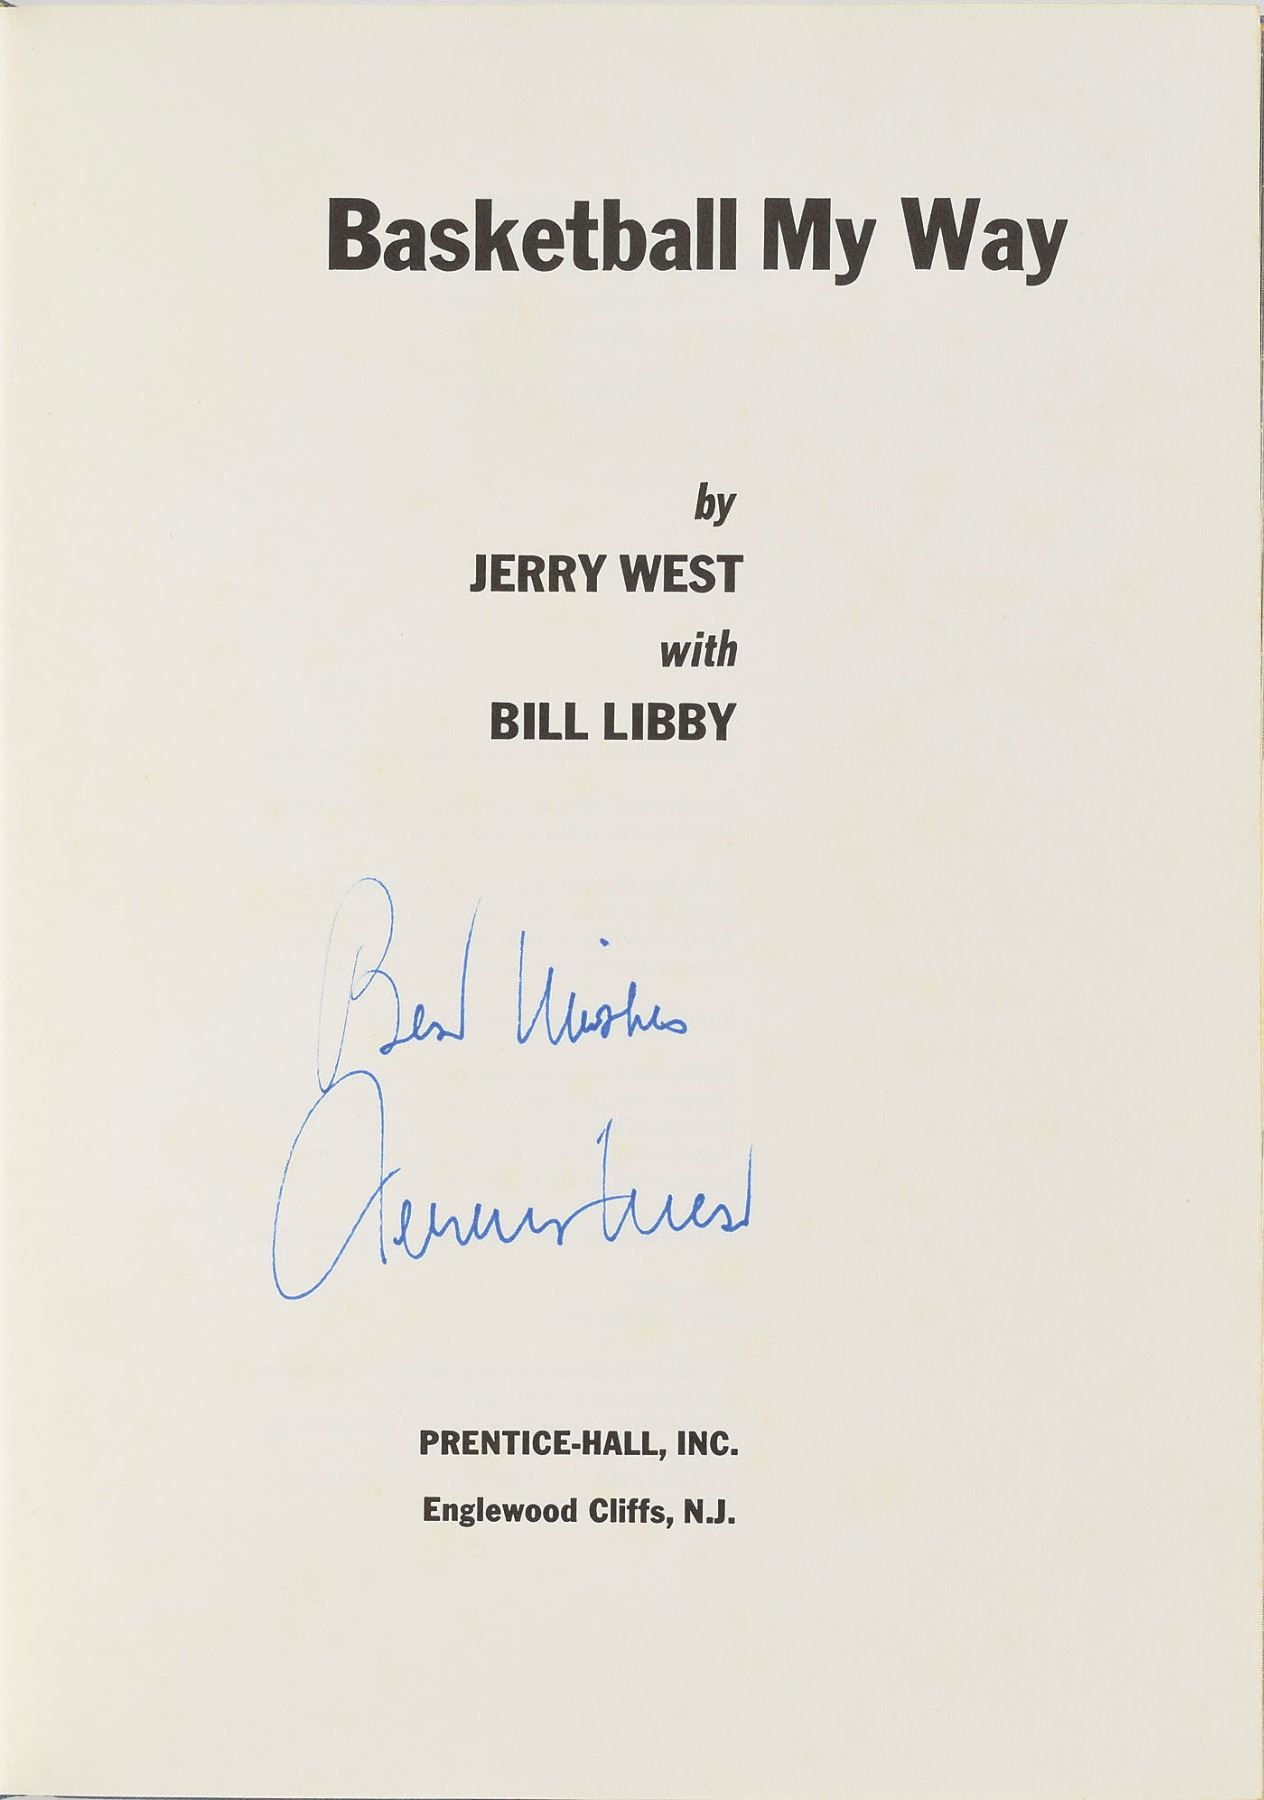 Basketball My Way
by
JERRY WEST
with
BILL LIBBY
Best Wishes
Jerry West
PRENTICE-HALL, INC.
Englewood Cliffs, N.J.